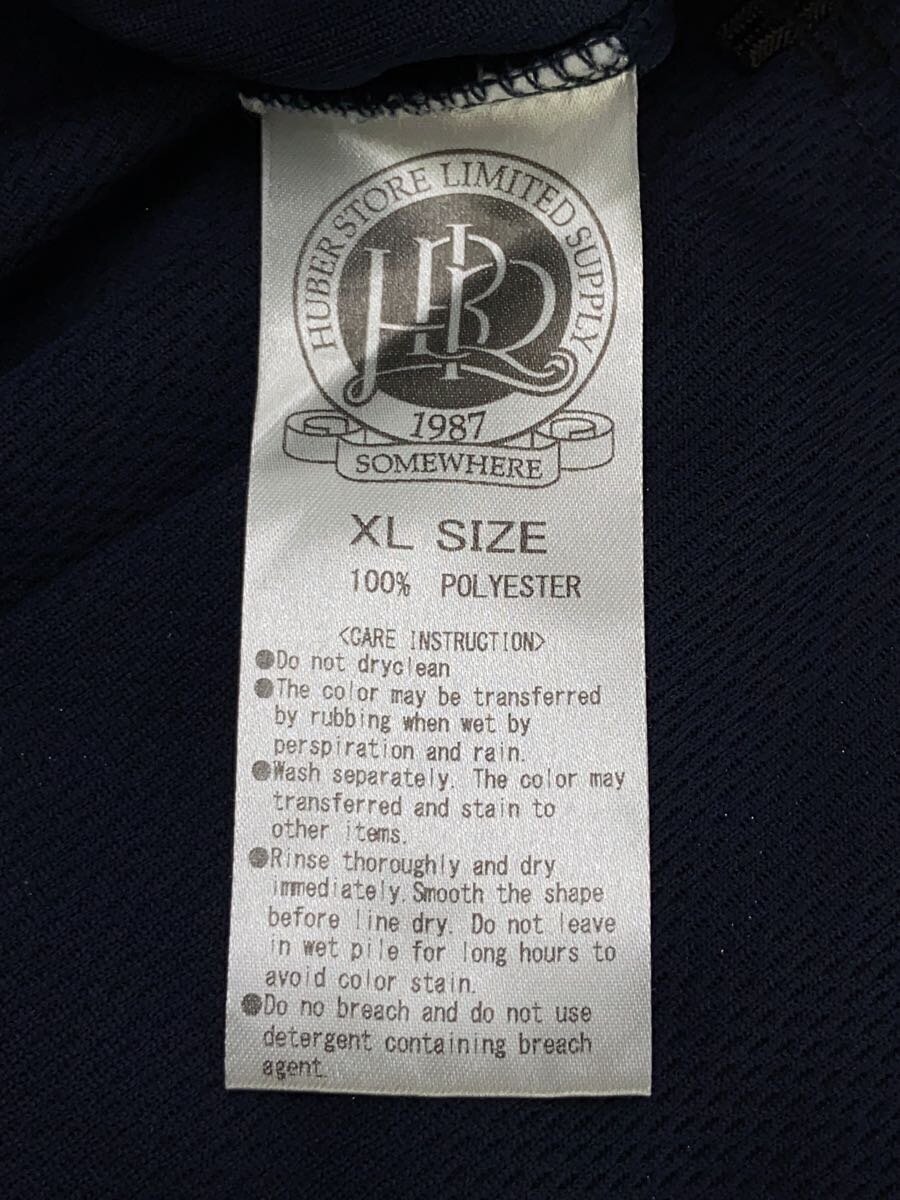 HUBER STORE LIMITED SUPPLY
HBR
1987
SOMEWHERE
XL SIZE
100% POLYESTER
<CARE INSTRUCTION>
●Do not dryclean
●The color may be transferred
by rubbing when wet by
perspiration and rain.
●Wash separately. The color may
transferred and stain to
other items.
●Rinse thoroughly and dry
immediately.Smooth the shape
before line dry. Do not leave
in wet pile for long hours to
avoid color stain.
●Do no breach and do not use
detergent containing breach
agent.